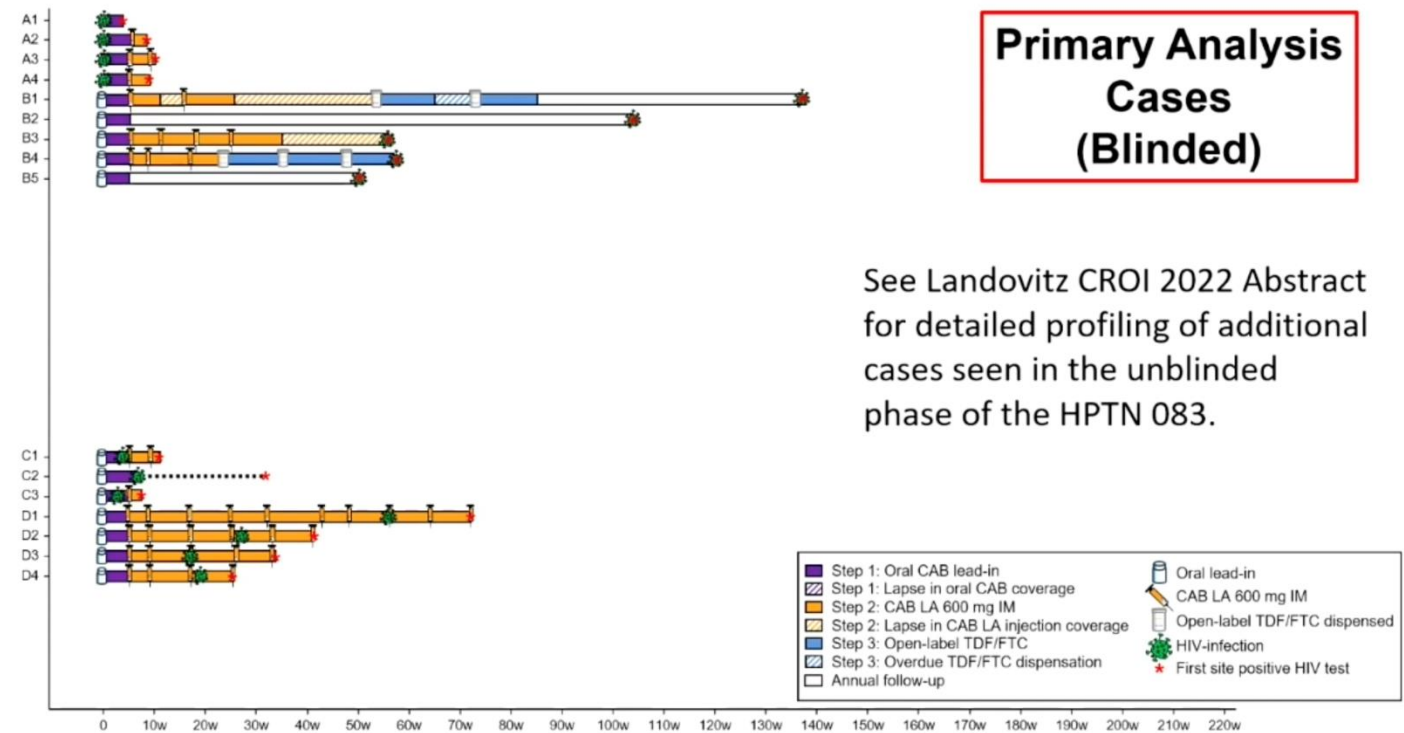 Primary Analysis
Cases
(Blinded)
A1
A2
A3
A4
B1
B2
B3
B4
B5
See Landovitz CROI 2022 Abstract
for detailed profiling of additional
cases seen in the unblinded
phase of the HPTN 083.
C1
C2
C3
D1
D2
D3
D4
Step 1: Oral CAB lead-in
Step 1: Lapse in oral CAB coverage
Step 2: CAB LA 600 mg IM
Step 2: Lapse in CAB LA injection coverage
Step 3: Open-label TDF/FTC
Step 3: Overdue TDF/FTC dispensation
Annual follow-up
Oral lead-in
CAB LA 600 mg IM
Open-label TDF/FTC dispensed
HIV-infection
First site positive HIV test
0 10w 20w 30w 40w 50w 60w 70w 80w 90w 100w 110w 120w 130w 140w 150w 160w 170w 180w 190w 200w 210w 220w